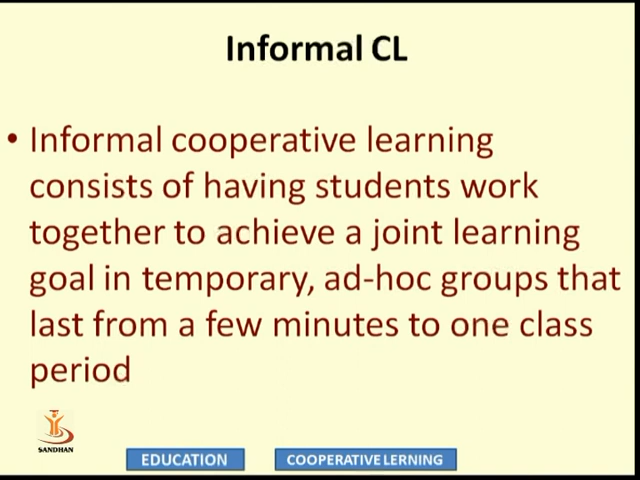 Informal CL
• Informal cooperative learning
consists of having students work
together to achieve a joint learning
goal in temporary, ad-hoc groups that
last from a few minutes to one class
period
SANDHAN
EDUCATION
COOPERATIVE LERNING